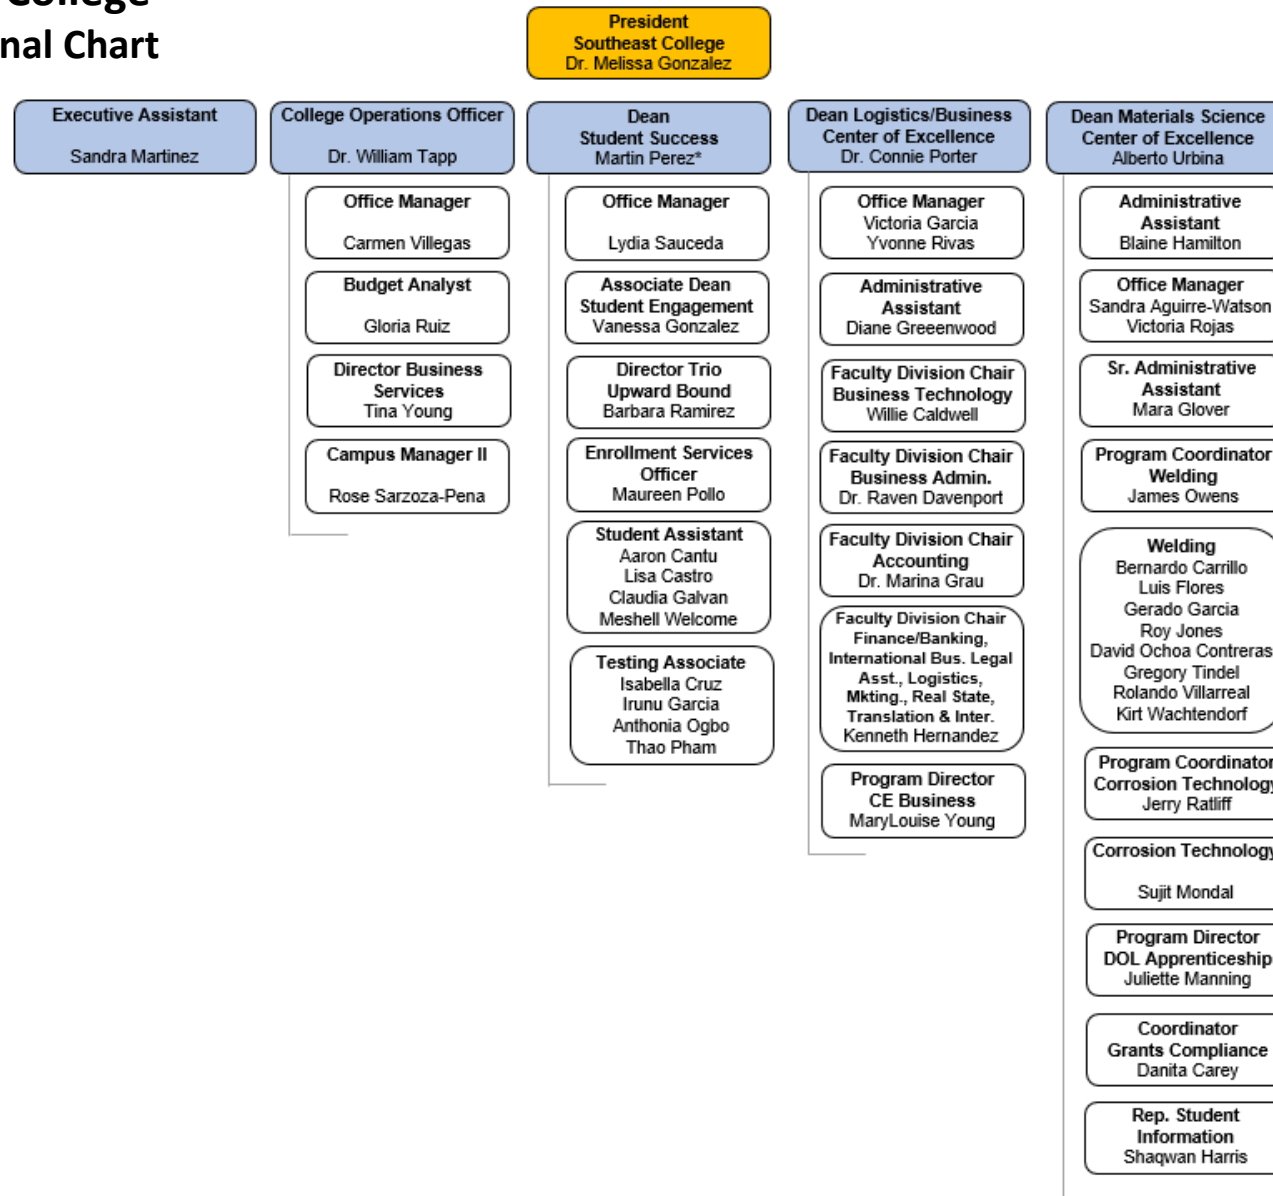 College
nal Chart
President
Southeast College
Dr. Melissa Gonzalez
Executive Assistant
Sandra Martinez
College Operations Officer
Dr. William Tapp
Office Manager
Carmen Villegas
Budget Analyst
Gloria Ruiz
Director Business
Services
Tina Young
Campus Manager II
Rose Sarzoza-Pena
Dean
Student Success
Martin Perez*
Office Manager
Lydia Sauceda
Associate Dean
Student Engagement
Vanessa Gonzalez
Director Trio
Upward Bound
Barbara Ramirez
Enrollment Services
Officer
Maureen Pollo
Student Assistant
Aaron Cantu
Lisa Castro
Claudia Galvan
Meshell Welcome
Testing Associate
Isabella Cruz
Irunu Garcia
Anthonia Ogbo
Thao Pham
Dean Logistics/Business
Center of Excellence
Dr. Connie Porter
Office Manager
Victoria Garcia
Yvonne Rivas
Administrative
Assistant
Diane Greeenwood
Faculty Division Chair
Business Technology
Willie Caldwell
Faculty Division Chair
Business Admin.
Dr. Raven Davenport
Faculty Division Chair
Accounting
Dr. Marina Grau
Faculty Division Chair
Finance/Banking,
International Bus. Legal
Asst., Logistics,
Mkting., Real State,
Translation & Inter.
Kenneth Hernandez
Program Director
CE Business
MaryLouise Young
Dean Materials Science
Center of Excellence
Alberto Urbina
Administrative
Assistant
Blaine Hamilton
Office Manager
Sandra Aguirre-Watson
Victoria Rojas
Sr. Administrative
Assistant
Mara Glover
Program Coordinator
Welding
James Owens
Welding
Bernardo Carrillo
Luis Flores
Gerado Garcia
Roy Jones
David Ochoa Contreras
Gregory Tindel
Rolando Villarreal
Kirt Wachtendorf
Program Coordinator
Corrosion Technology
Jerry Ratliff
Corrosion Technology
Sujit Mondal
Program Director
DOL Apprenticeship
Juliette Manning
Coordinator
Grants Compliance
Danita Carey
Rep. Student
Information
Shaqwan Harris